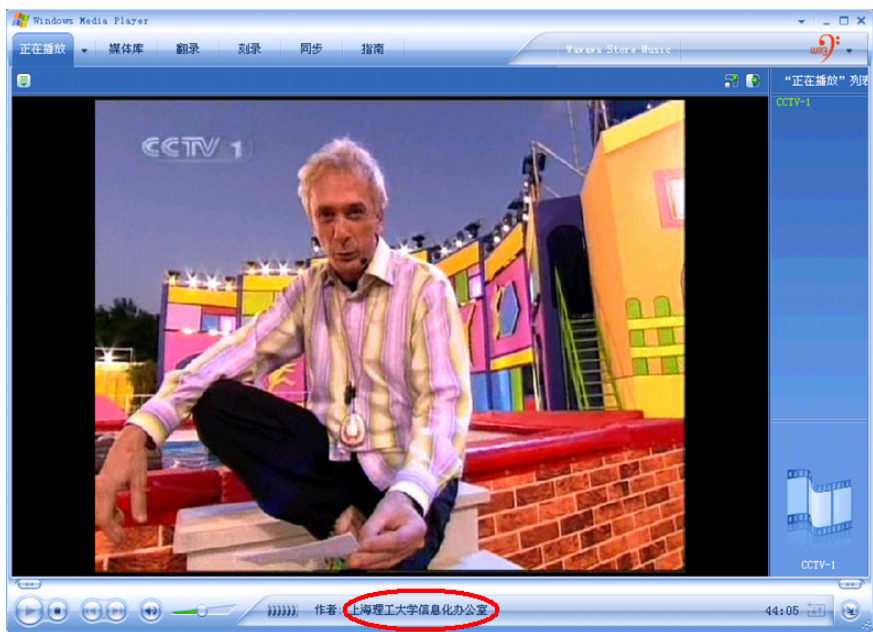 Windows Media Player
正在播放 媒体库 翻录 刻录 同步 指南 Wawawa Store Music
“正在播放”列表
CCTV-1
CCTV 1
CCTV-1
作者: 上海理工大学信息化办公室 44:05